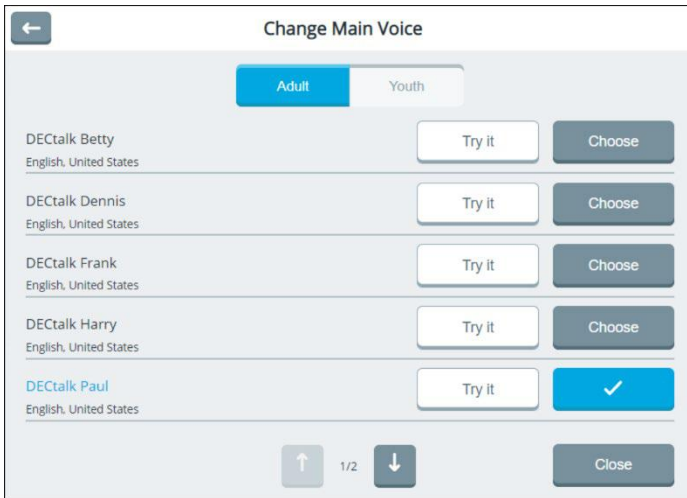 Change Main Voice
Adult Youth
DECtalk Betty
English, United States
Try it Choose
DECtalk Dennis
English, United States
Try it Choose
DECtalk Frank
English, United States
Try it Choose
DECtalk Harry
English, United States
Try it Choose
DECtalk Paul
English, United States
Try it
1/2
Close